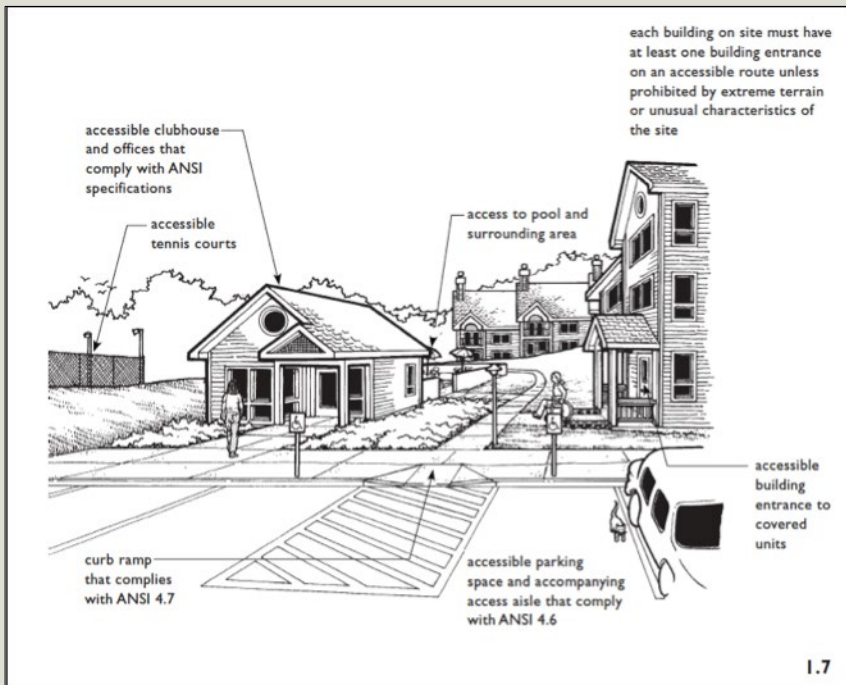 each building on site must have
at least one building entrance
on an accessible route unless
prohibited by extreme terrain
or unusual characteristics of
the site
accessible clubhouse
and offices that
comply with ANSI
specifications
accessible
tennis courts
access to pool and
surrounding area
accessible
building
entrance to
covered
units
curb ramp
that complies
with ANSI 4.7
accessible parking
space and accompanying
access aisle that comply
with ANSI 4.6
1.7